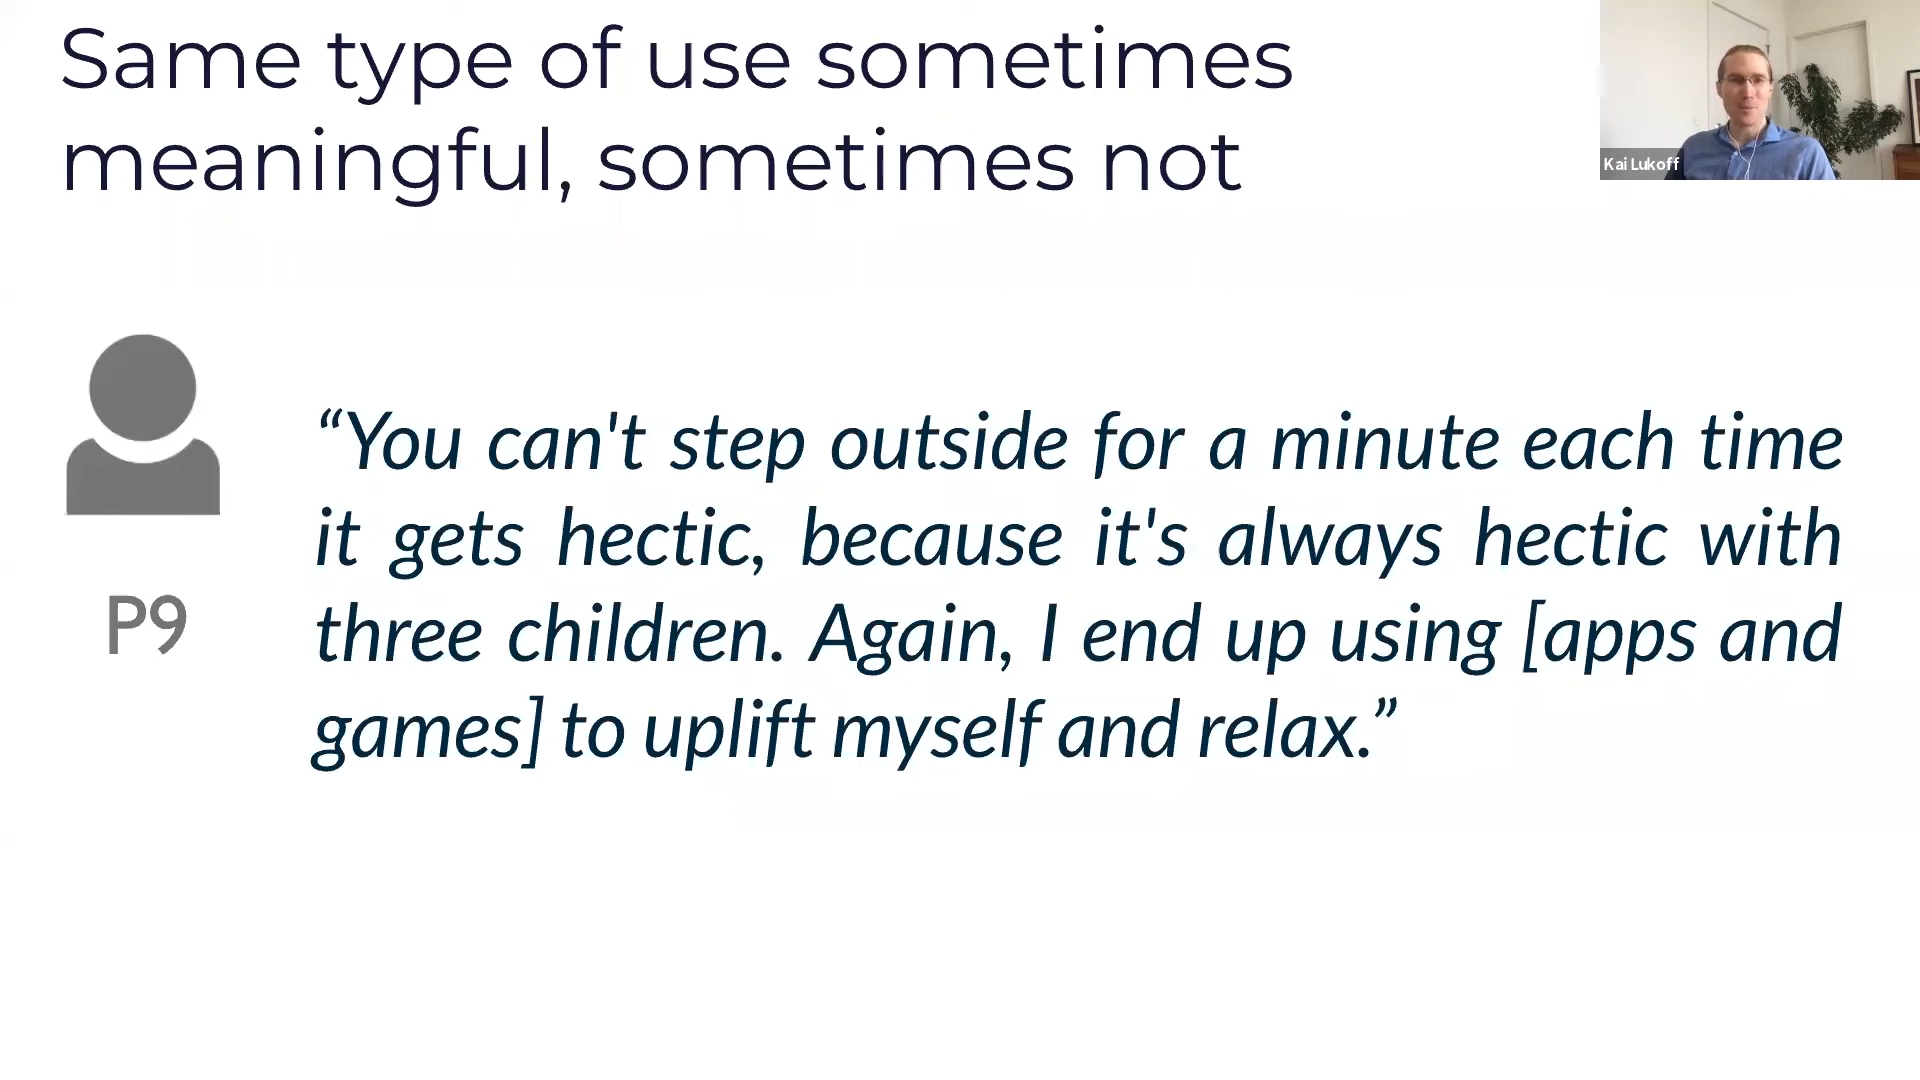 Same type of use sometimes
meaningful, sometimes not
Kai Lukoff
P9
“You can't step outside for a minute each time
it gets hectic, because it's always hectic with
three children. Again, I end up using [apps and
games] to uplift myself and relax.”